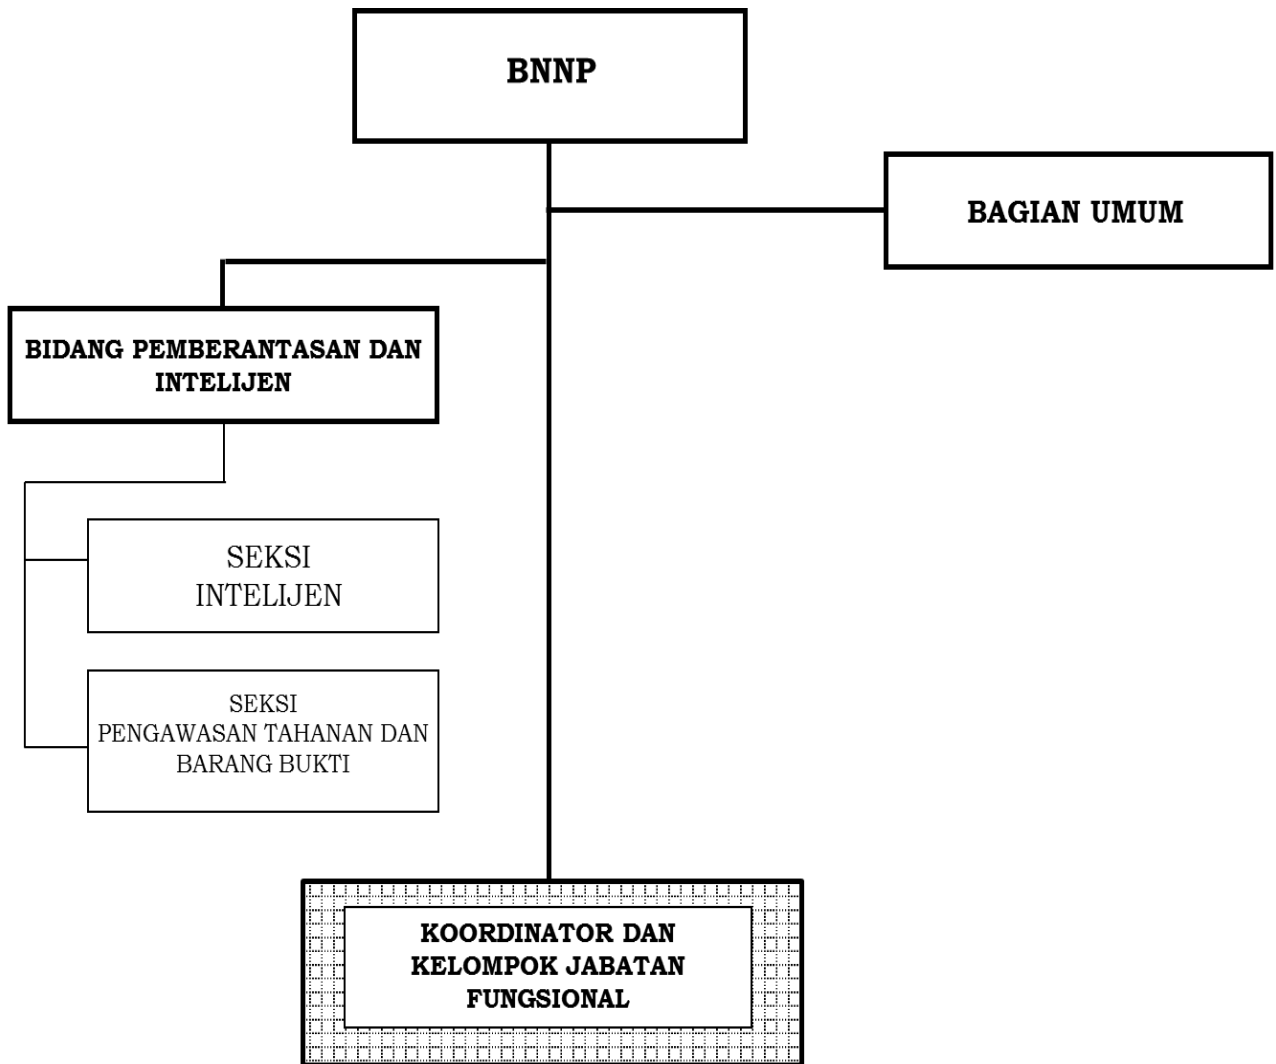 BNNP
BAGIAN UMUM
BIDANG PEMBERANTASAN DAN
INTELIJEN
SEKSI
INTELIJEN
SEKSI
PENGAWASAN TAHANAN DAN
BARANG BUKTI
KOORDINATOR DAN
KELOMPOK JABATAN
FUNGSIONAL